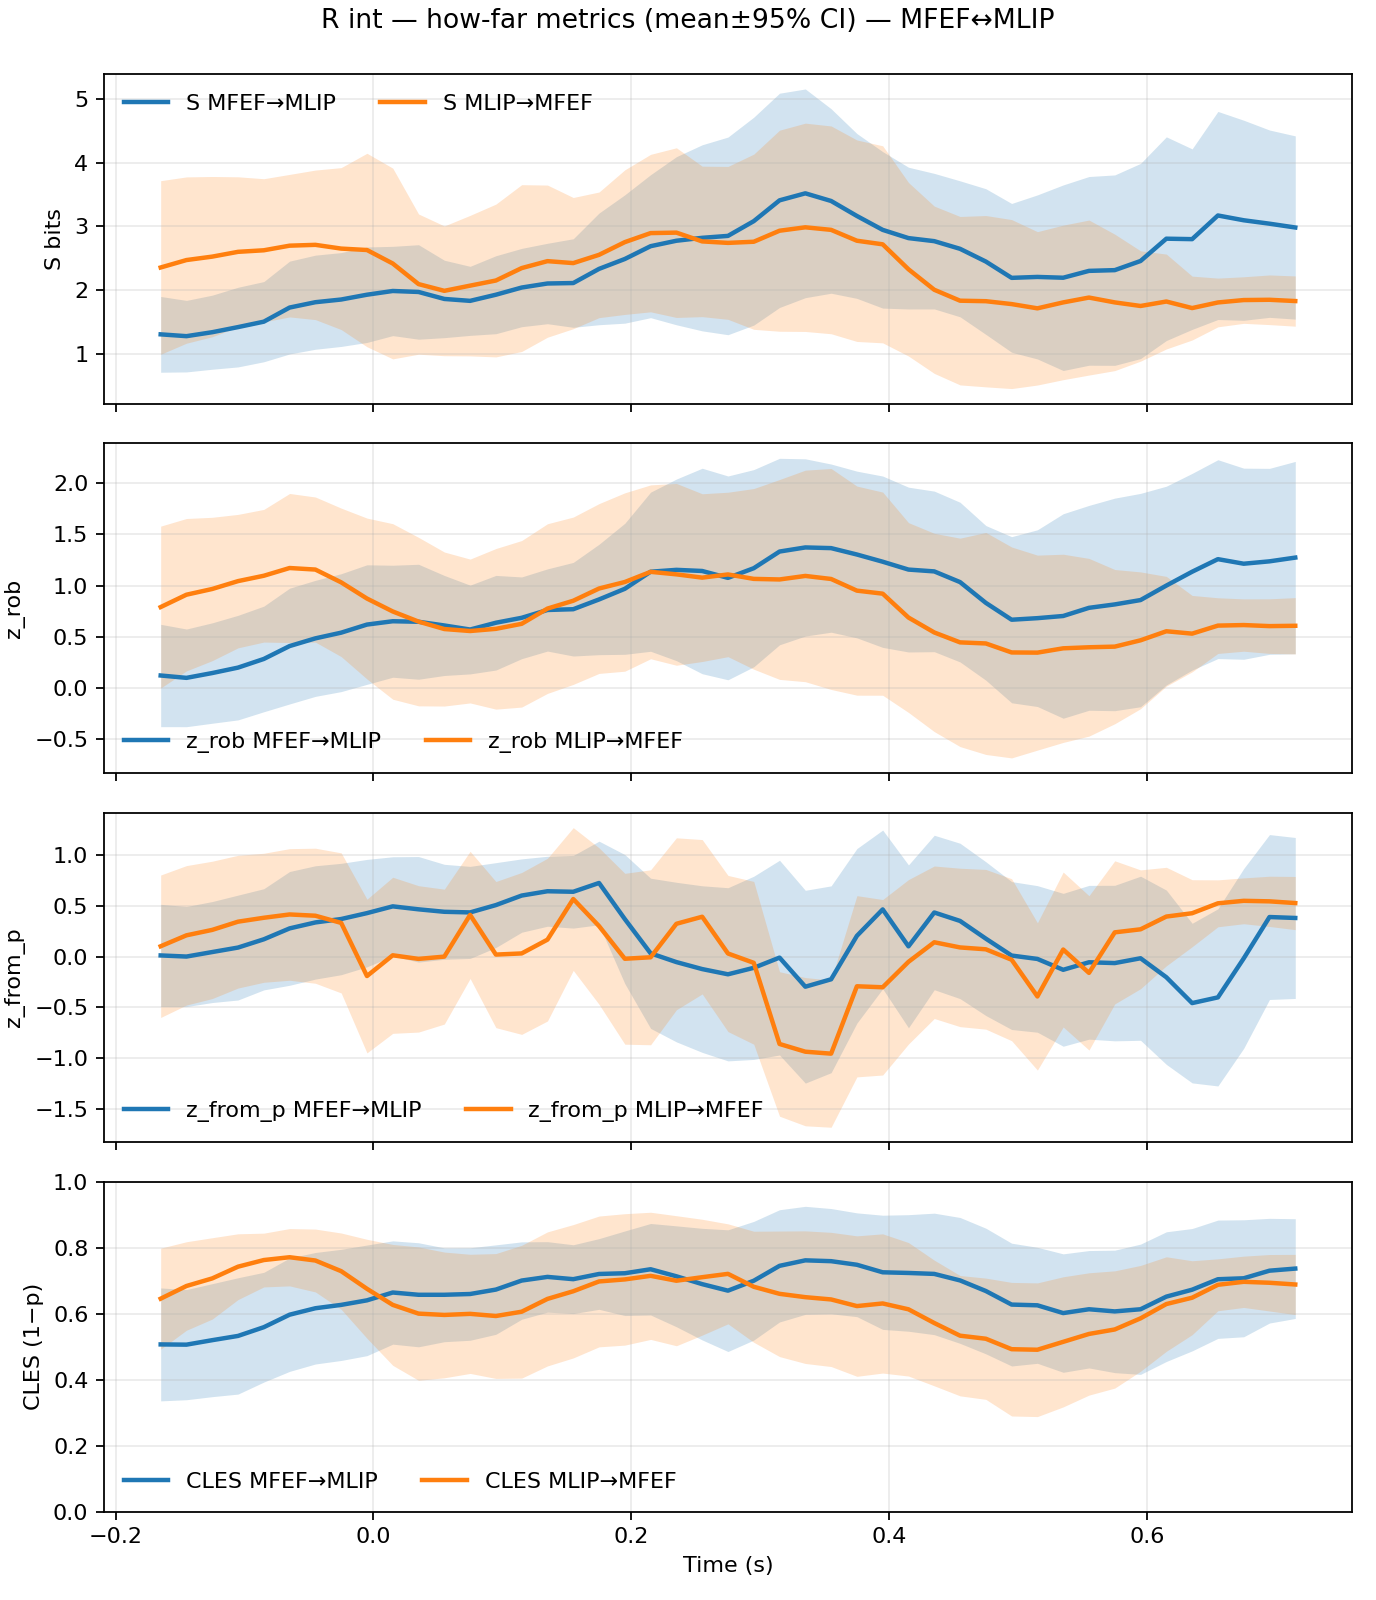 R int — how-far metrics (mean±95% CI) — MFEF↔MLIP
S MFEF→MLIP S MLIP→MFEF
5
4
3
2
1
S bits
2.0
1.5
1.0
0.5
0.0
−0.5
z_rob
z_rob MFEF→MLIP z_rob MLIP→MFEF
1.0
0.5
0.0
−0.5
−1.0
−1.5
z_from_p
z_from_p MFEF→MLIP z_from_p MLIP→MFEF
1.0
0.8
0.6
0.4
0.2
0.0
CLES (1−p)
CLES MFEF→MLIP CLES MLIP→MFEF
−0.2 0.0 0.2 0.4 0.6
Time (s)